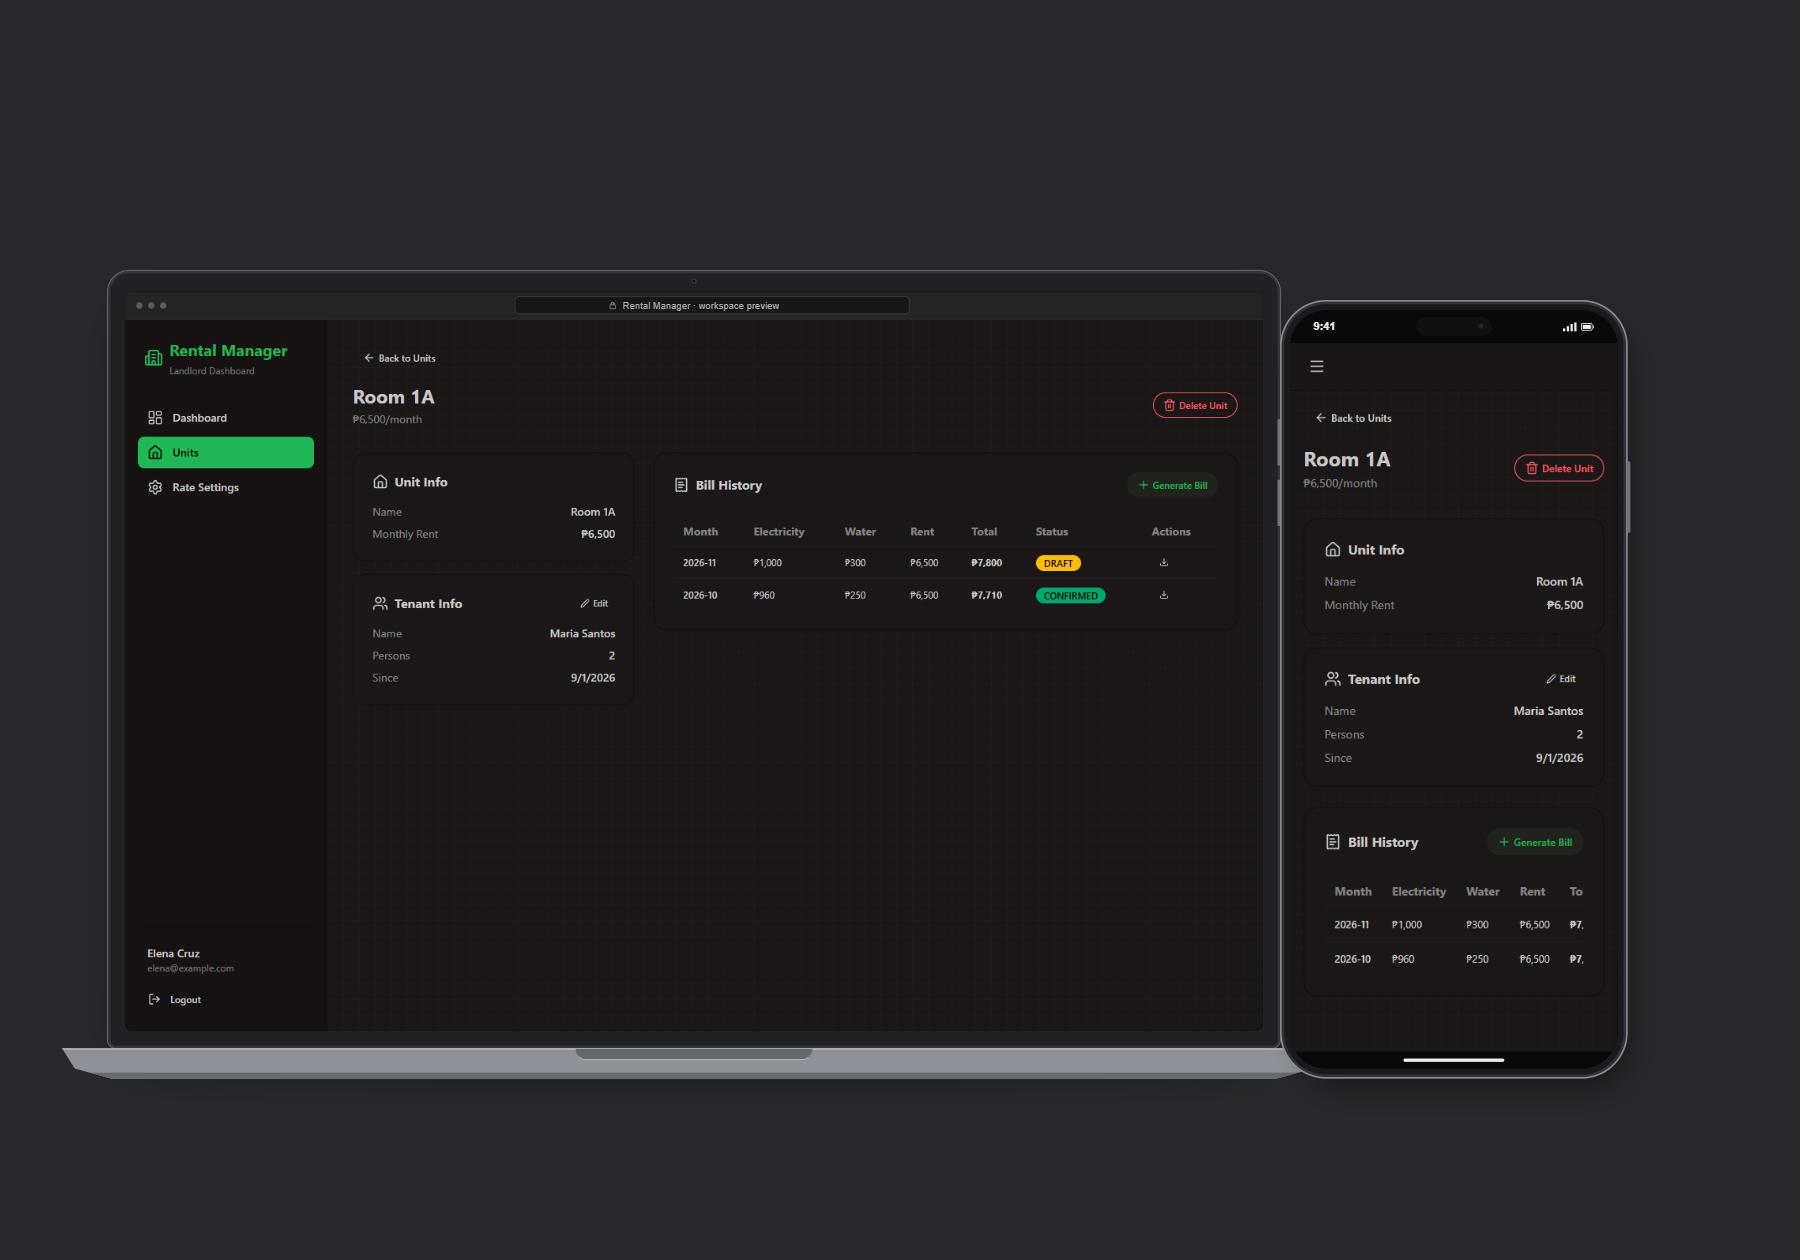 Rental Manager · workspace preview
Rental Manager
Landlord Dashboard
Dashboard
Units
Rate Settings
Elena Cruz
elena@example.com
Logout
Back to Units
Room 1A
₱6,500/month
Delete Unit
Unit Info
Name Room 1A
Monthly Rent ₱6,500
Tenant Info Edit
Name Maria Santos
Persons 2
Since 9/1/2026
Bill History + Generate Bill
Month Electricity Water Rent Total Status Actions
2026-11 ₱1,000 ₱300 ₱6,500 ₱7,800 DRAFT
2026-10 ₱960 ₱250 ₱6,500 ₱7,710 CONFIRMED
9:41
Back to Units
Room 1A
₱6,500/month
Delete Unit
Unit Info
Name Room 1A
Monthly Rent ₱6,500
Tenant Info Edit
Name Maria Santos
Persons 2
Since 9/1/2026
Bill History + Generate Bill
Month Electricity Water Rent To
2026-11 ₱1,000 ₱300 ₱6,500 ₱7,
2026-10 ₱960 ₱250 ₱6,500 ₱7,